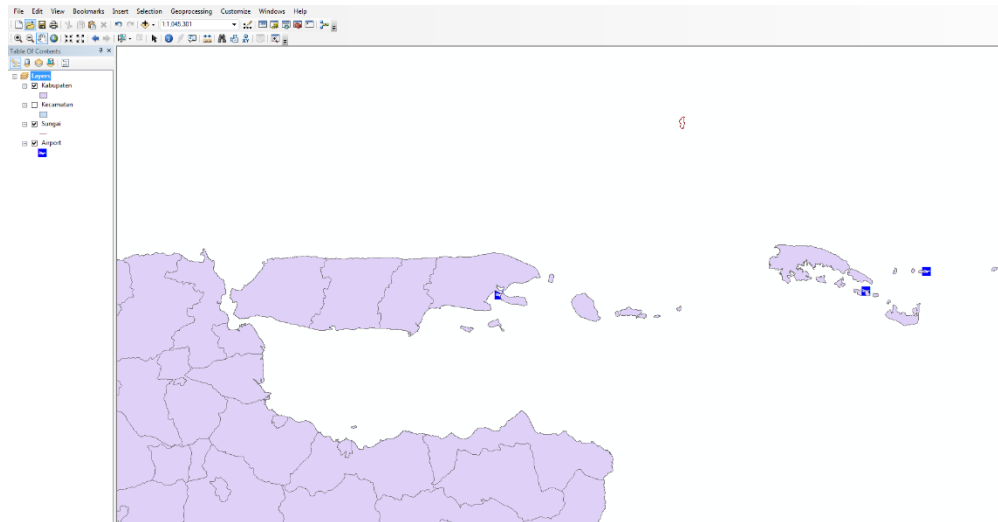 File Edit View Bookmarks Insert Selection Geoprocessing Customize Windows Help
1:1,045,301
Table Of Contents
Layers
Kabupaten
Kecamatan
Sungai
Airport